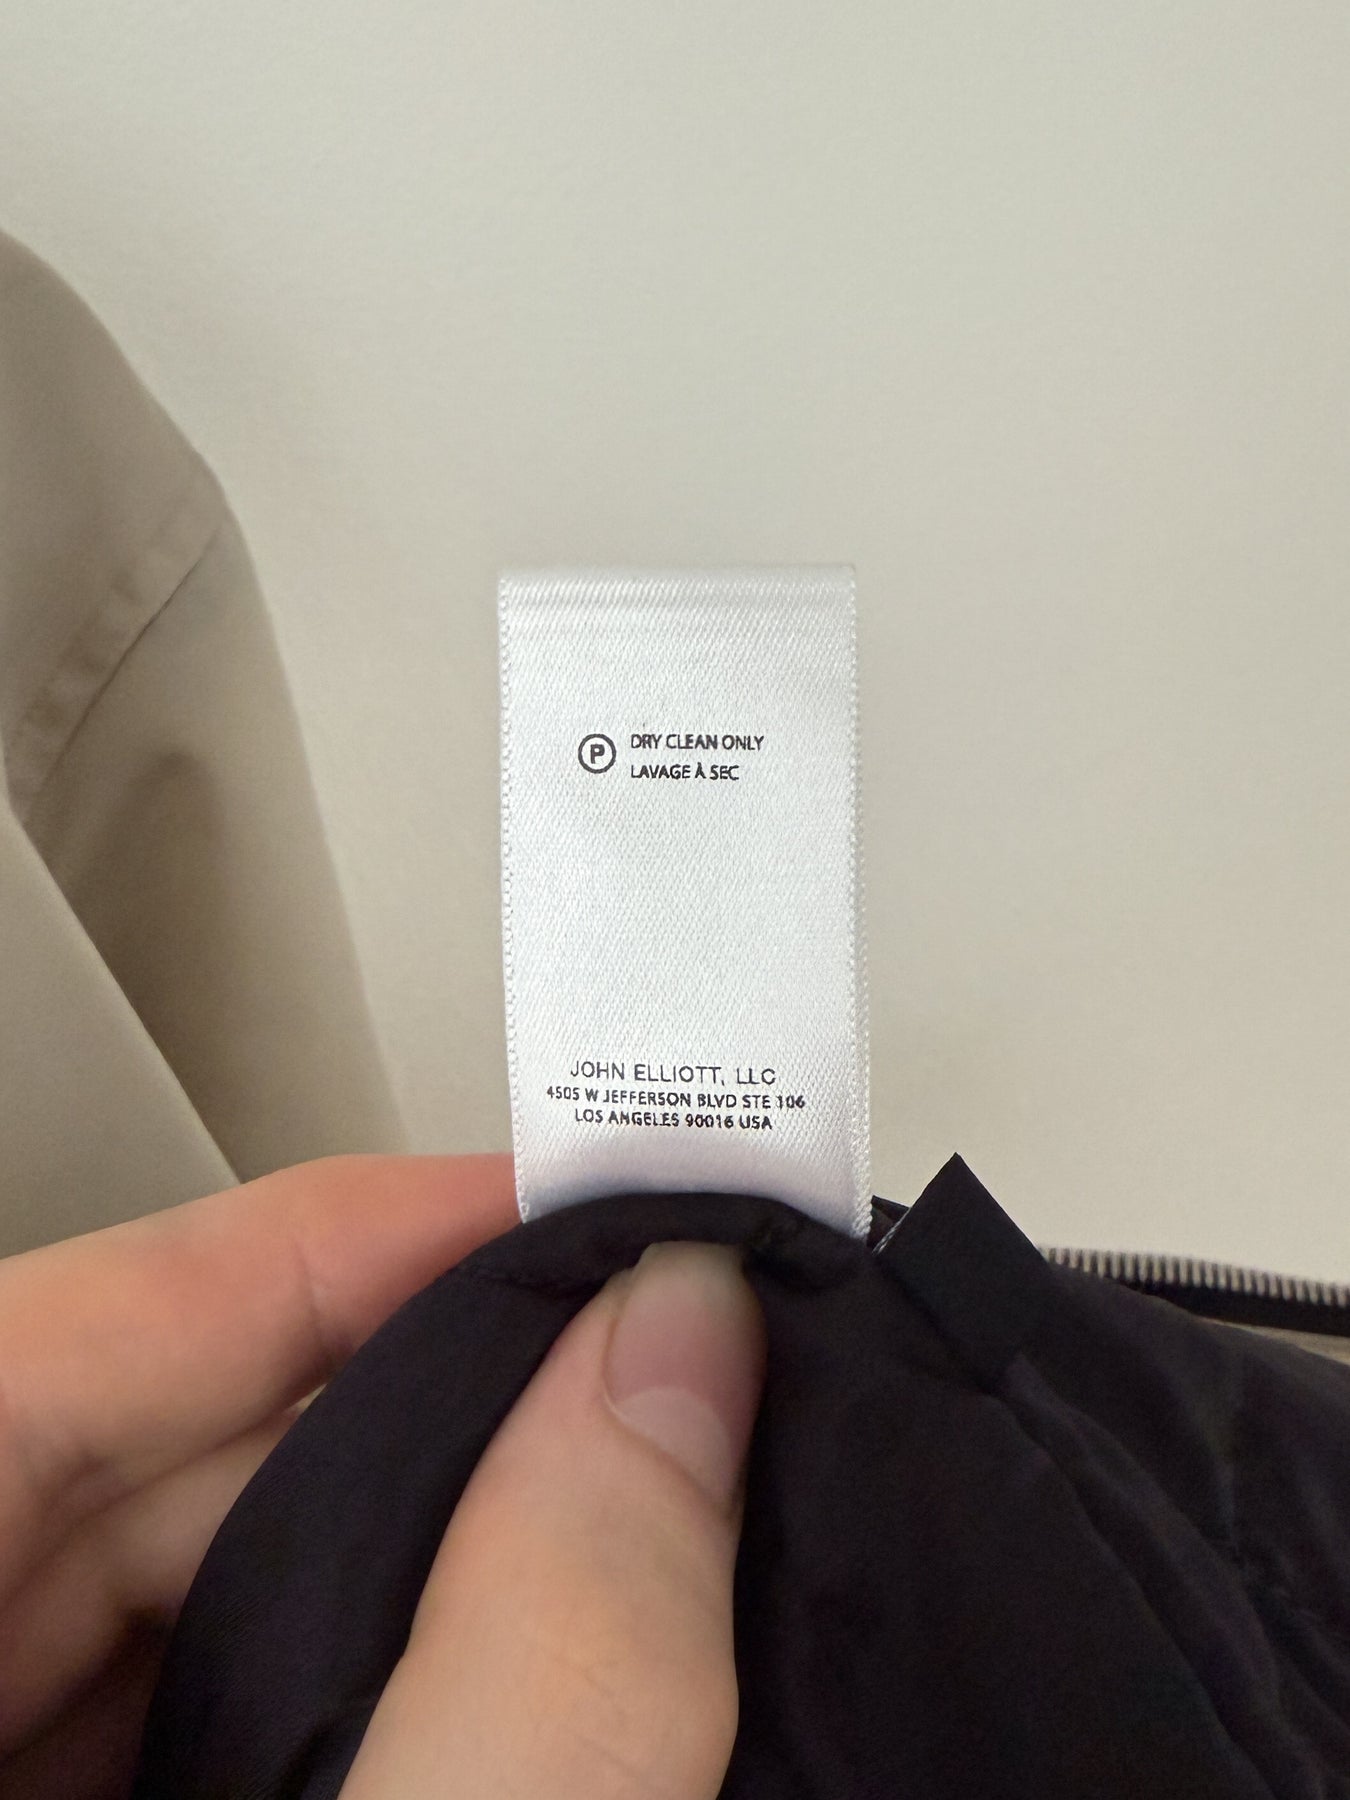 P
DRY CLEAN ONLY
LAVAGE À SEC
JOHN ELLIOTT, LLC
4505 W JEFFERSON BLVD STE 106
LOS ANGELES 90016 USA